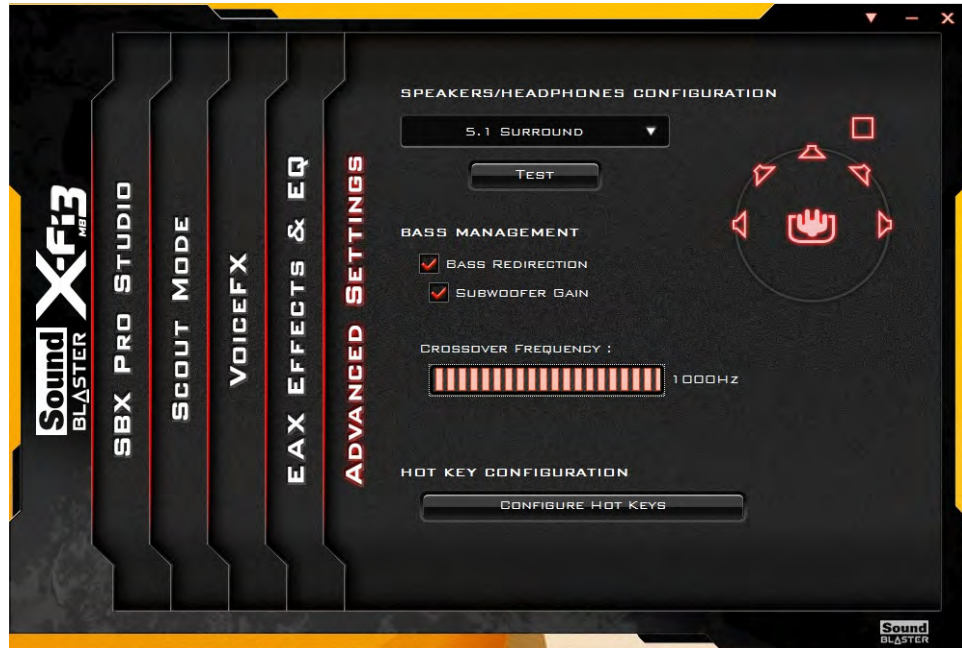 SPEAKERS/HEADPHONES CONFIGURATION
5.1 SURROUND
TEST
BASS MANAGEMENT
BASS REDIRECTION
SUBWOOFER GAIN
CROSSOVER FREQUENCY :
1000HZ
HOT KEY CONFIGURATION
CONFIGURE HOT KEYS
Sound
BLASTER
X-Fi3
MB
SBX PRO STUDIO
SCOUT MODE
VOICEFX
EAX EFFECTS & EQ
ADVANCED SETTINGS
Sound
BLASTER